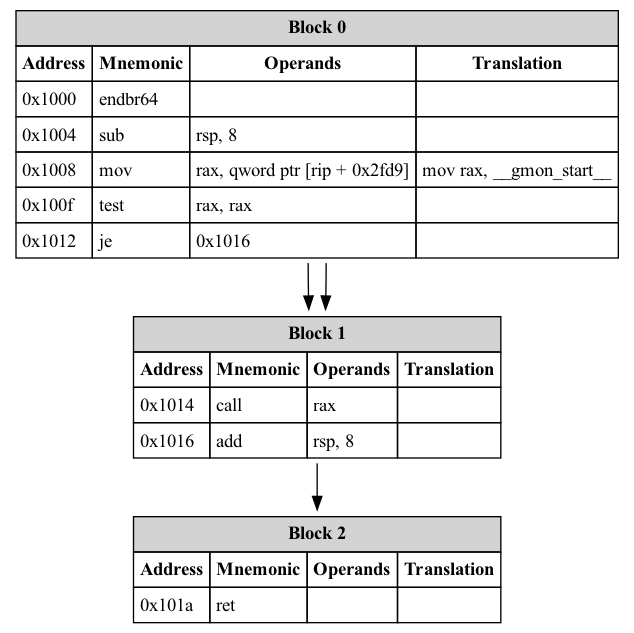 Block 0
Address Mnemonic Operands Translation
0x1000 endbr64
0x1004 sub rsp, 8
0x1008 mov rax, qword ptr [rip + 0x2fd9] mov rax, __gmon_start__
0x100f test rax, rax
0x1012 je 0x1016
Block 1
Address Mnemonic Operands Translation
0x1014 call rax
0x1016 add rsp, 8
Block 2
Address Mnemonic Operands Translation
0x101a ret